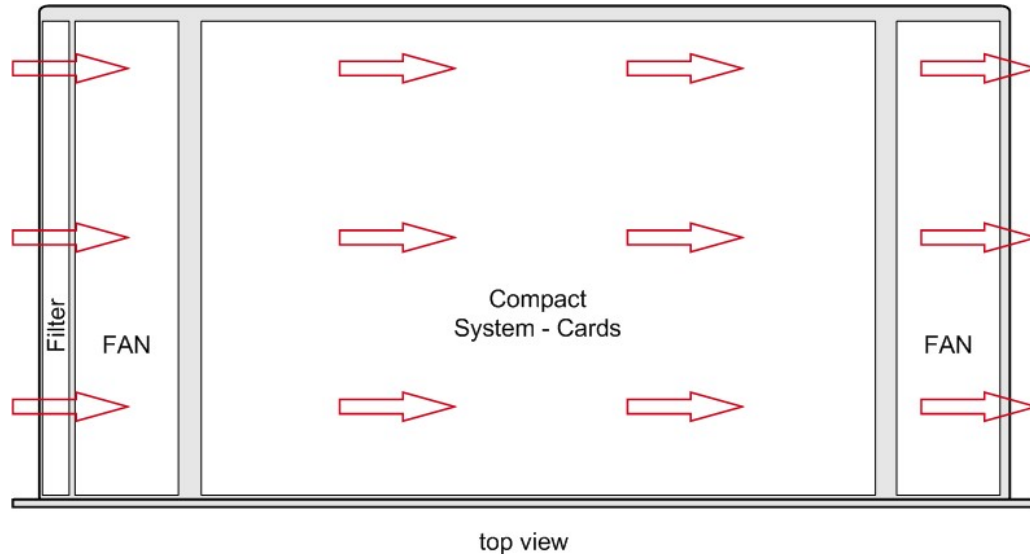 Filter
FAN
Compact
System - Cards
FAN
top view